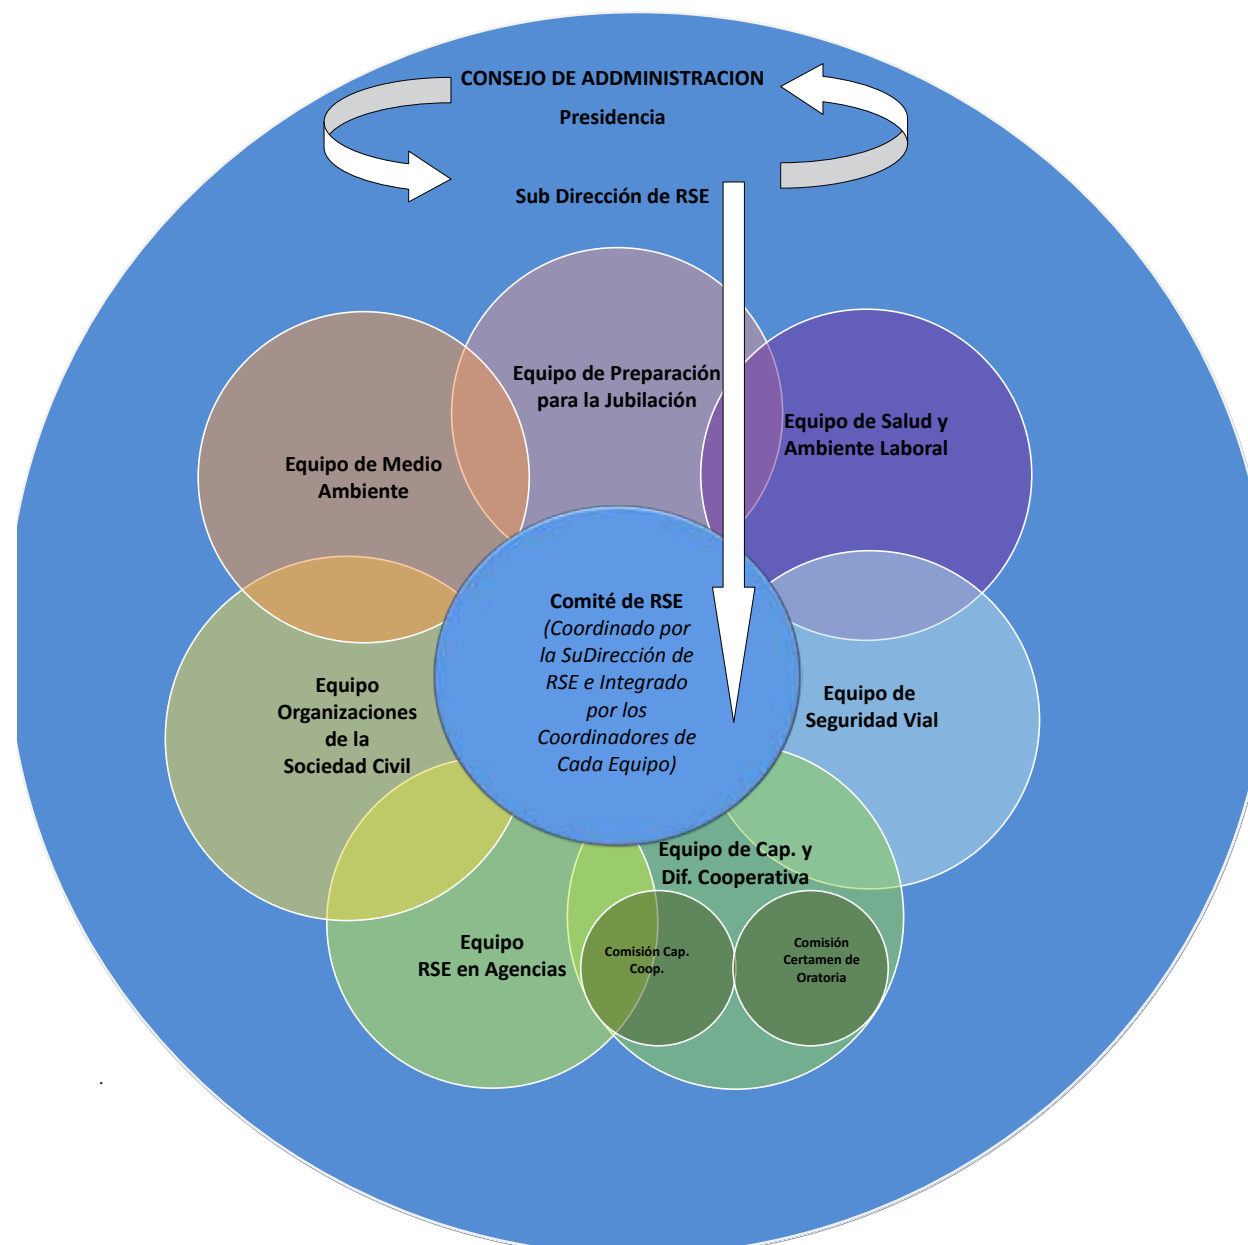 CONSEJO DE ADDMINISTRACION
Presidencia
Sub Dirección de RSE
Equipo de Preparación
para la Jubilación
Equipo de Salud y
Ambiente Laboral
Equipo de Medio
Ambiente
Comité de RSE
(Coordinado por
la SuDirección de
RSE e Integrado
por los
Coordinadores de
Cada Equipo)
Equipo
Organizaciones
de la
Sociedad Civil
Equipo de
Seguridad Vial
Equipo de Cap. y
Dif. Cooperativa
Equipo
RSE en Agencias
Comisión Cap.
Coop.
Comisión
Certamen de
Oratoria
.